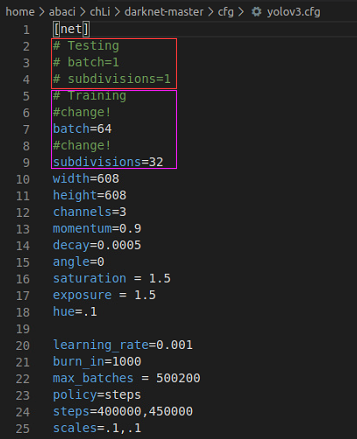 home > abaci > chLi > darknet-master > cfg > yolov3.cfg
1 [net]
2 # Testing
3 # batch=1
4 # subdivisions=1
5 # Training
6 #change!
7 batch=64
8 #change!
9 subdivisions=32
10 width=608
11 height=608
12 channels=3
13 momentum=0.9
14 decay=0.0005
15 angle=0
16 saturation = 1.5
17 exposure = 1.5
18 hue=.1
19
20 learning_rate=0.001
21 burn_in=1000
22 max_batches = 500200
23 policy=steps
24 steps=400000,450000
25 scales=.1,.1